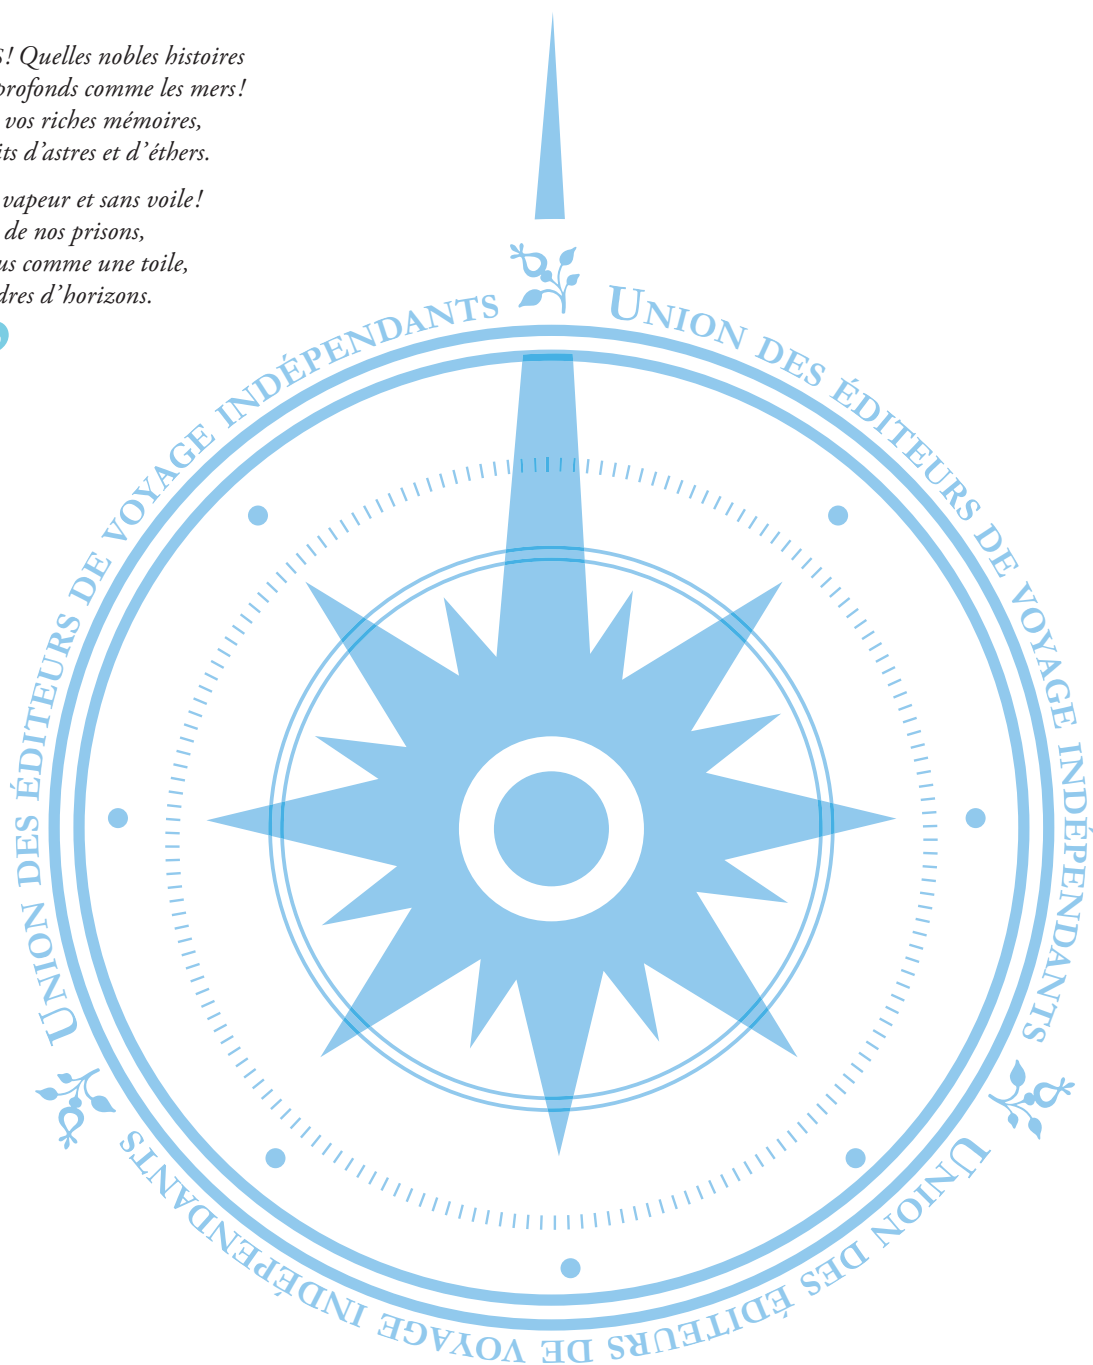 S! Quelles nobles histoires
profonds comme les mers!
vos riches mémoires,
its d’astres et d’éthers.
vapeur et sans voile!
de nos prisons,
us comme une toile,
dres d’horizons.
Union des éditeurs de voyage indépendants
Union des éditeurs de voyage indépendants
Union des éditeurs de voyage indépendants